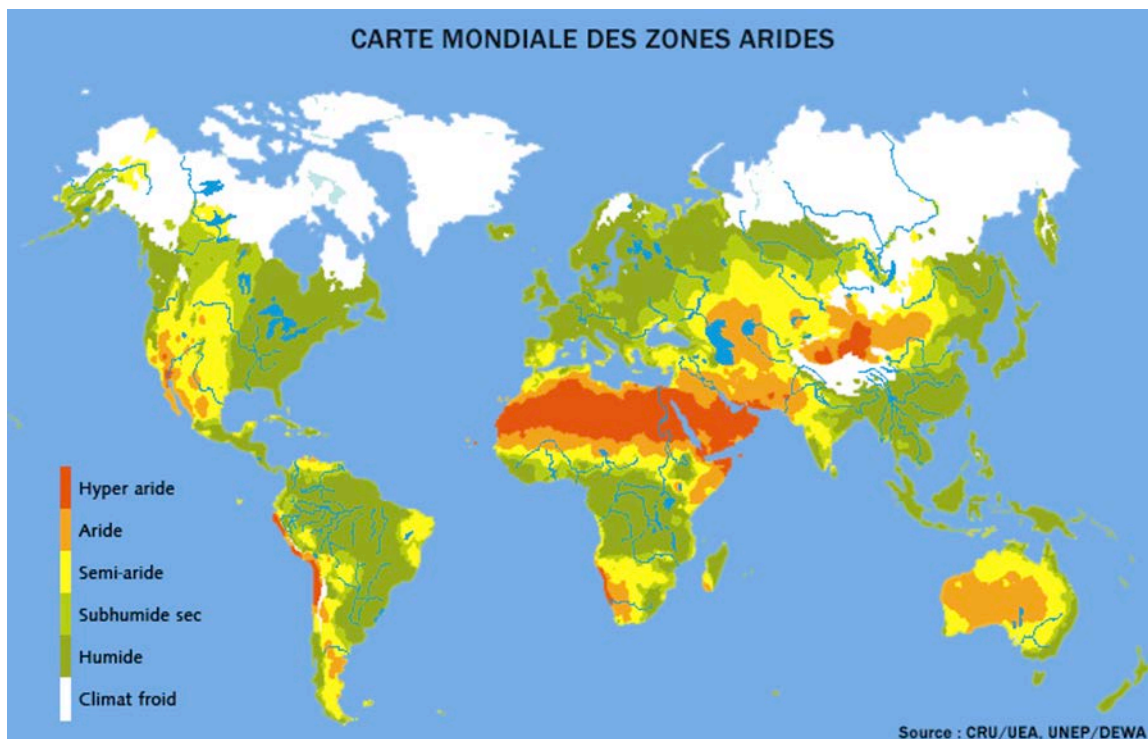 CARTE MONDIALE DES ZONES ARIDES
Hyper aride
Aride
Semi-aride
Subhumide sec
Humide
Climat froid
Source : CRU/UEA, UNEP/DEWA